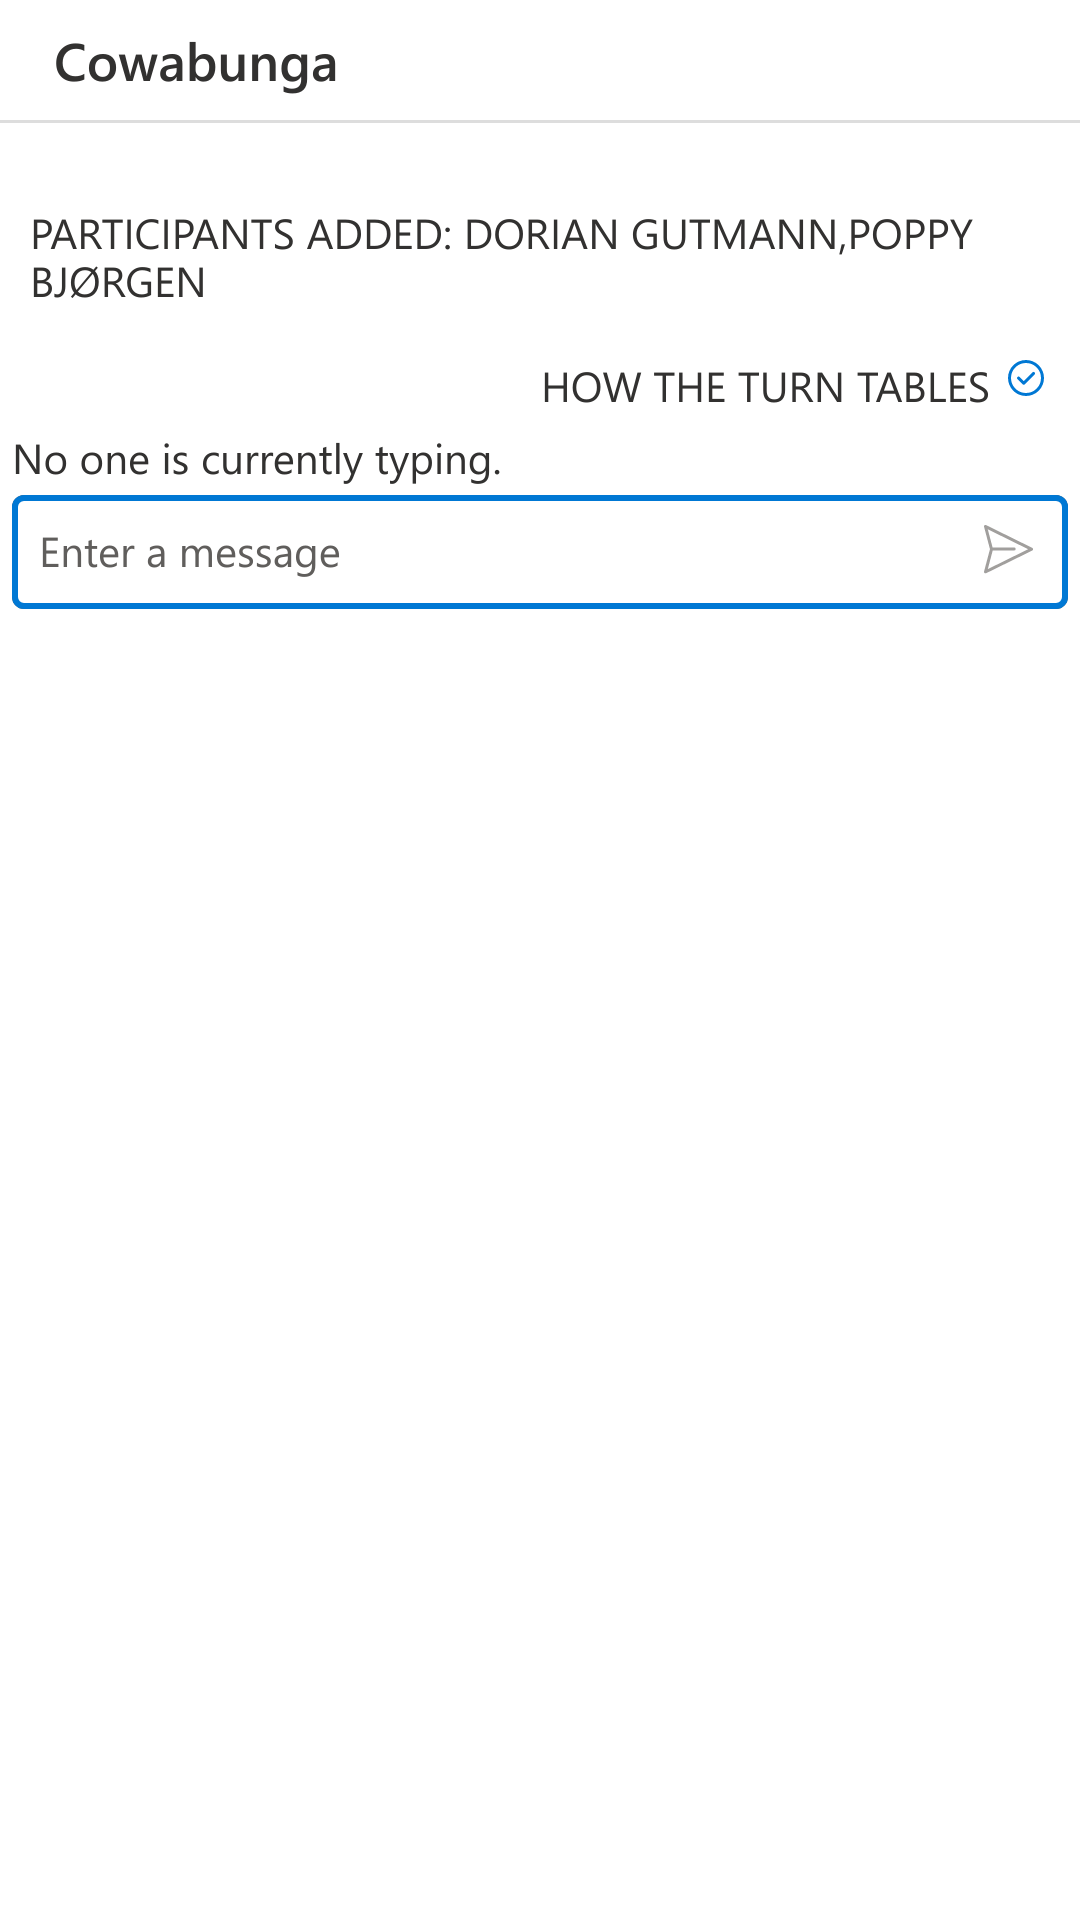 Cowabunga
PARTICIPANTS ADDED: DORIAN GUTMANN,POPPY
BJØRGEN
HOW THE TURN TABLES
No one is currently typing.
Enter a message